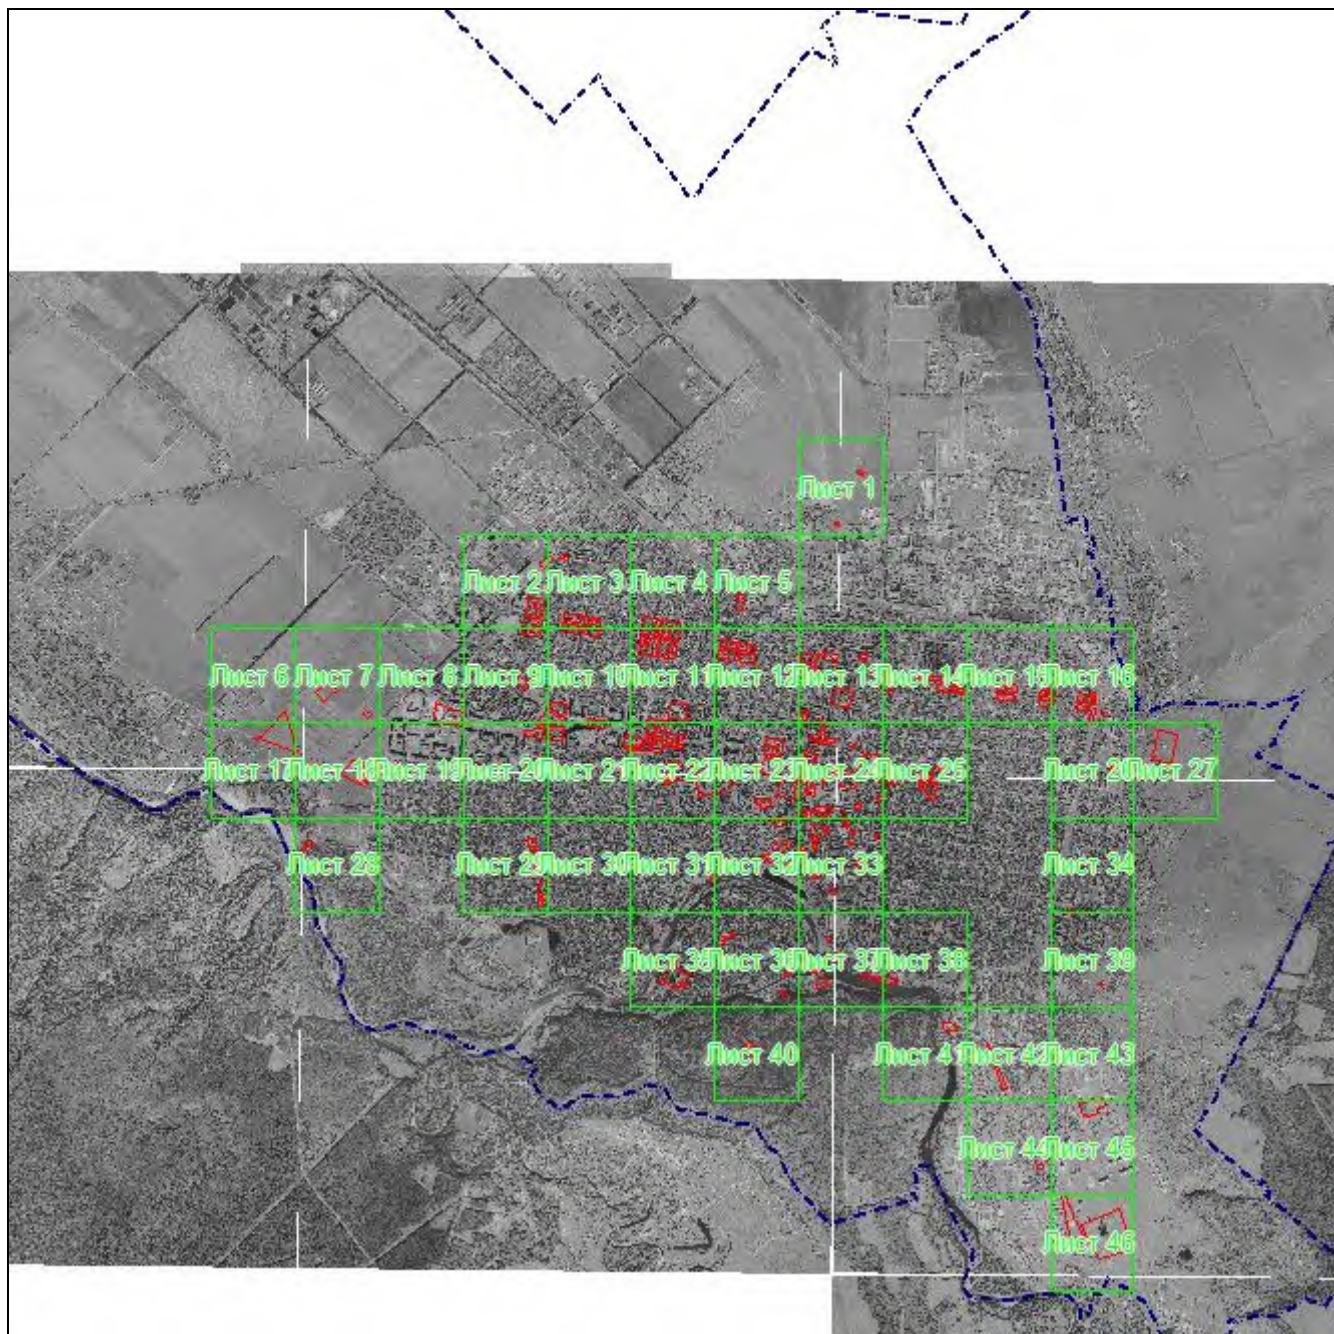 Лист 1
Лист 2 Лист 3 Лист 4 Лист 5
Лист 6 Лист 7 Лист 8 Лист 9 Лист 10 Лист 11 Лист 12 Лист 13 Лист 14 Лист 15 Лист 16
Лист 17 Лист 18 Лист 19 Лист 20 Лист 21 Лист 22 Лист 23 Лист 24 Лист 25 Лист 26 Лист 27
Лист 28 Лист 29 Лист 30 Лист 31 Лист 32 Лист 33 Лист 34
Лист 35 Лист 36 Лист 37 Лист 38 Лист 39
Лист 40 Лист 41 Лист 42 Лист 43
Лист 44 Лист 45
Лист 46